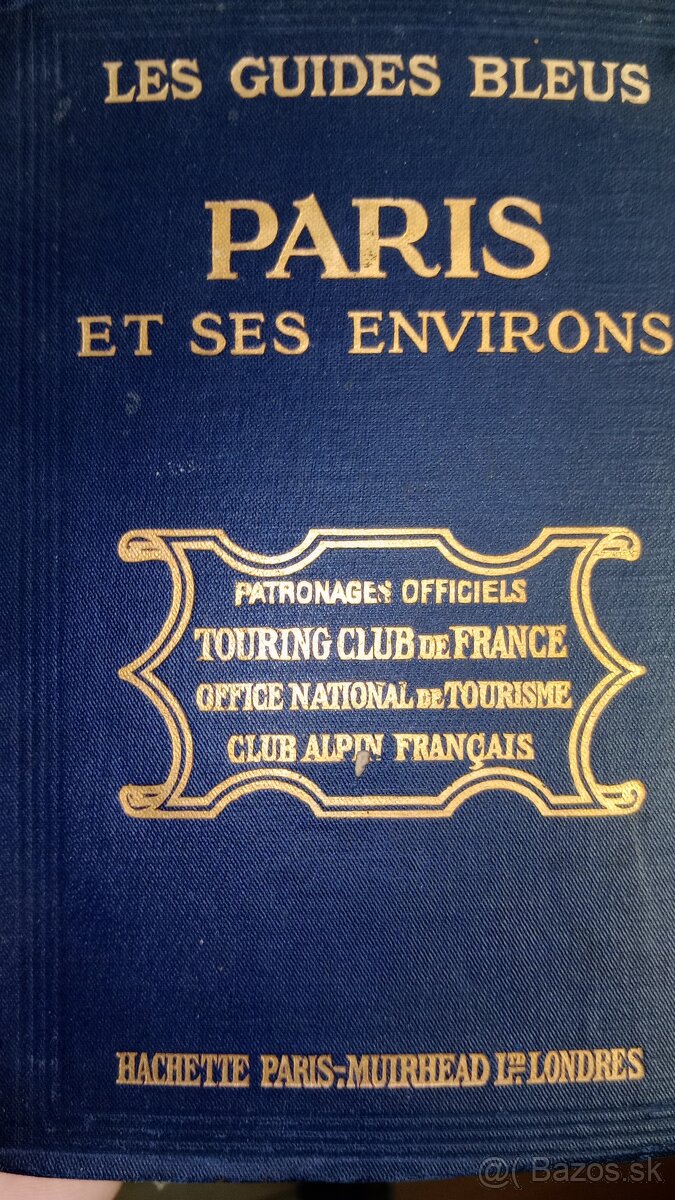 LES GUIDES BLEUS
PARIS
ET SES ENVIRONS
PATRONAGES OFFICIELS
TOURING CLUB DE FRANCE
OFFICE NATIONAL DE TOURISME
CLUB ALPIN FRANÇAIS
HACHETTE PARIS-MUIRHEAD LTD. LONDRES
@( Bazos.sk